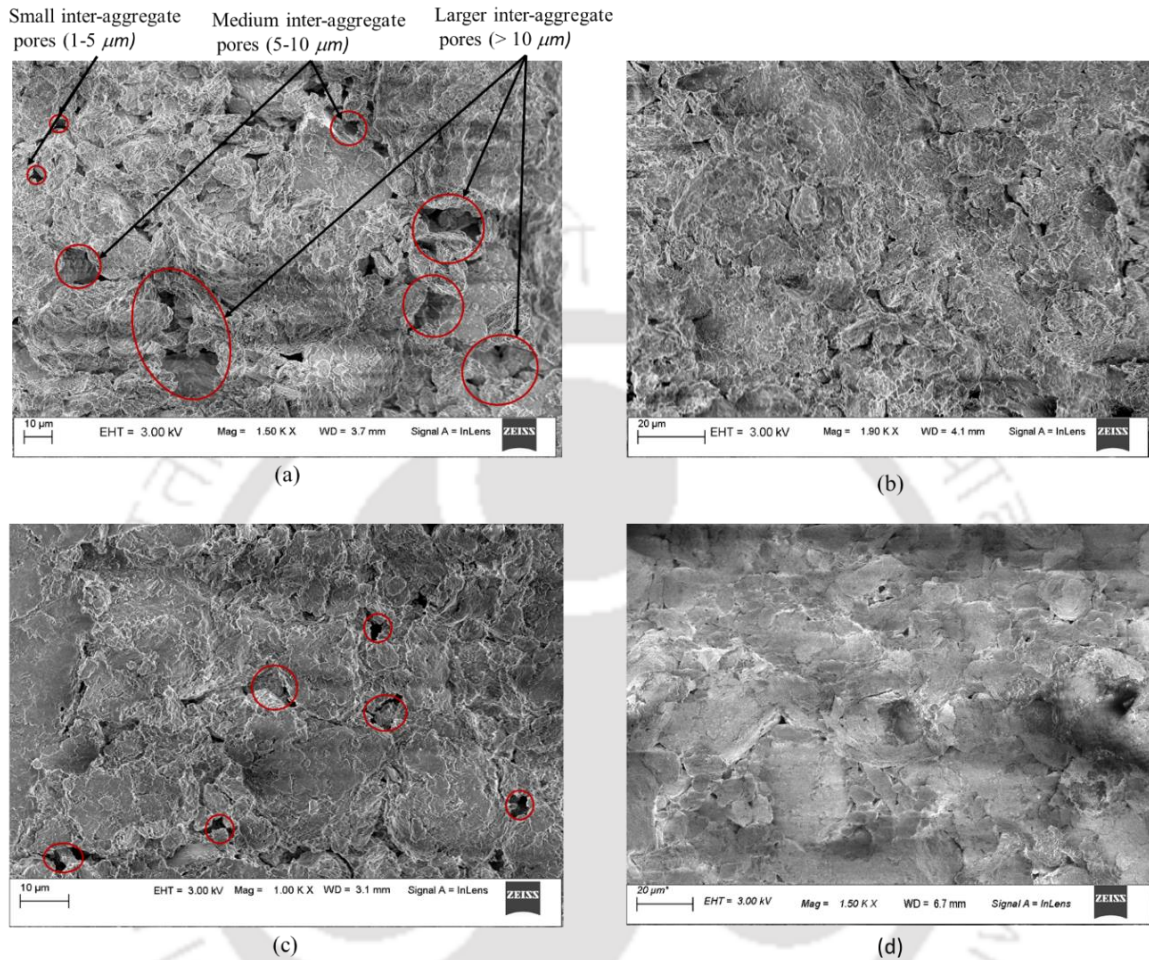 Small inter-aggregate
pores (1-5 μm)
Medium inter-aggregate
pores (5-10 μm)
Larger inter-aggregate
pores (> 10 μm)
10 μm
EHT = 3.00 kV Mag = 1.50 K X WD = 3.7 mm Signal A = InLens ZEISS
(a)
20 μm
EHT = 3.00 kV Mag = 1.90 K X WD = 4.1 mm Signal A = InLens ZEISS
(b)
10 μm
EHT = 3.00 kV Mag = 1.00 K X WD = 3.1 mm Signal A = InLens ZEISS
(c)
20 μm*
EHT = 3.00 kV Mag = 1.50 K X WD = 6.7 mm Signal A = InLens ZEISS
(d)